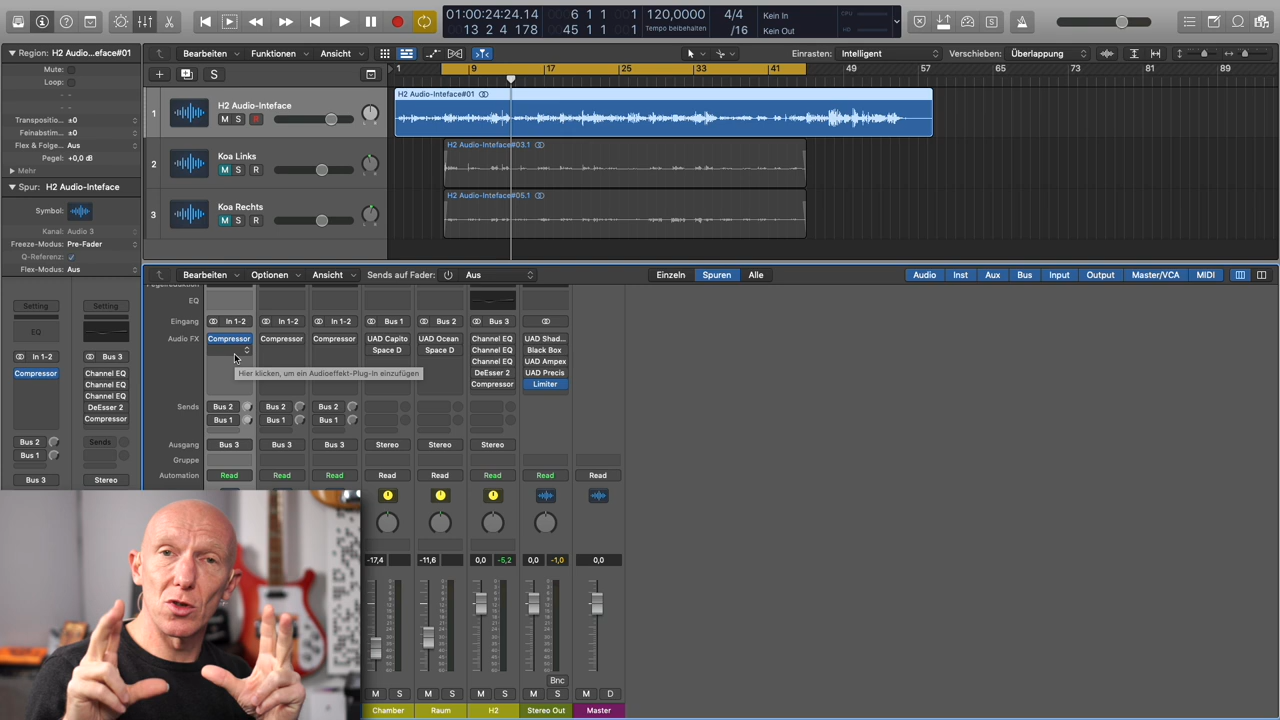 01:00:24:24.14
13 2 4 178
6 1 1 1
45 1 1 1
120,0000
Tempo beibehalten
4/4
/16
Kein In
Kein Out
CPU
HD
Region: H2 Audio...eface#01
Mute:
Loop:
Transpositio... ±0
Feinabstim... ±0
Flex & Folge... Aus
Pegel: +0,0 dB
Mehr
Spur: H2 Audio-Inteface
Symbol:
Kanal: Audio 3
Freeze-Modus: Pre-Fader
Q-Referenz:
Flex-Modus: Aus
Setting Setting
EQ
In 1-2 Bus 3
Compressor Channel EQ
Channel EQ
Channel EQ
DeEsser 2
Compressor
Bus 2 Sends
Bus 1
Bus 3 Stereo
Bearbeiten Funktionen Ansicht
Einrasten: Intelligent Verschieben: Überlappung
S
1 9 17 25 33 41 49 57 65 73 81 89
1 H2 Audio-Inteface
M S R
L R
H2 Audio-Inteface#01
2 Koa Links
M S R
H2 Audio-Inteface#03.1
3 Koa Rechts
M S R
H2 Audio-Inteface#05.1
Bearbeiten Optionen Ansicht Sends auf Fader: Aus
Einzeln Spuren Alle
Audio Inst Aux Bus Input Output Master/VCA MIDI
EQ
Eingang In 1-2 In 1-2 In 1-2 Bus 1 Bus 2 Bus 3
Audio FX Compressor Compressor Compressor UAD Capito UAD Ocean Channel EQ UAD Shad...
Space D Space D Channel EQ Black Box
Channel EQ UAD Ampex
DeEsser 2 UAD Precis
Compressor Limiter
Hier klicken, um ein Audioeffekt-Plug-In einzufügen
Sends Bus 2 Bus 2 Bus 2
Bus 1 Bus 1 Bus 1
Ausgang Bus 3 Bus 3 Bus 3 Stereo Stereo Stereo
Gruppe
Automation Read Read Read Read Read Read Read Read
-17,4 -11,6 0,0 -5,2 0,0 -1,0 0,0
Bnc
M S M S M S M S M D
Chamber Raum H2 Stereo Out Master